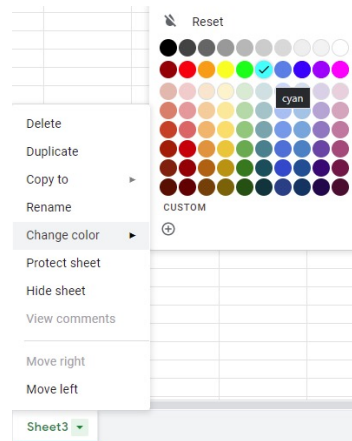 Reset
cyan
Delete
Duplicate
Copy to
Rename
Change color
Protect sheet
Hide sheet
View comments
Move right
Move left
CUSTOM
Sheet3